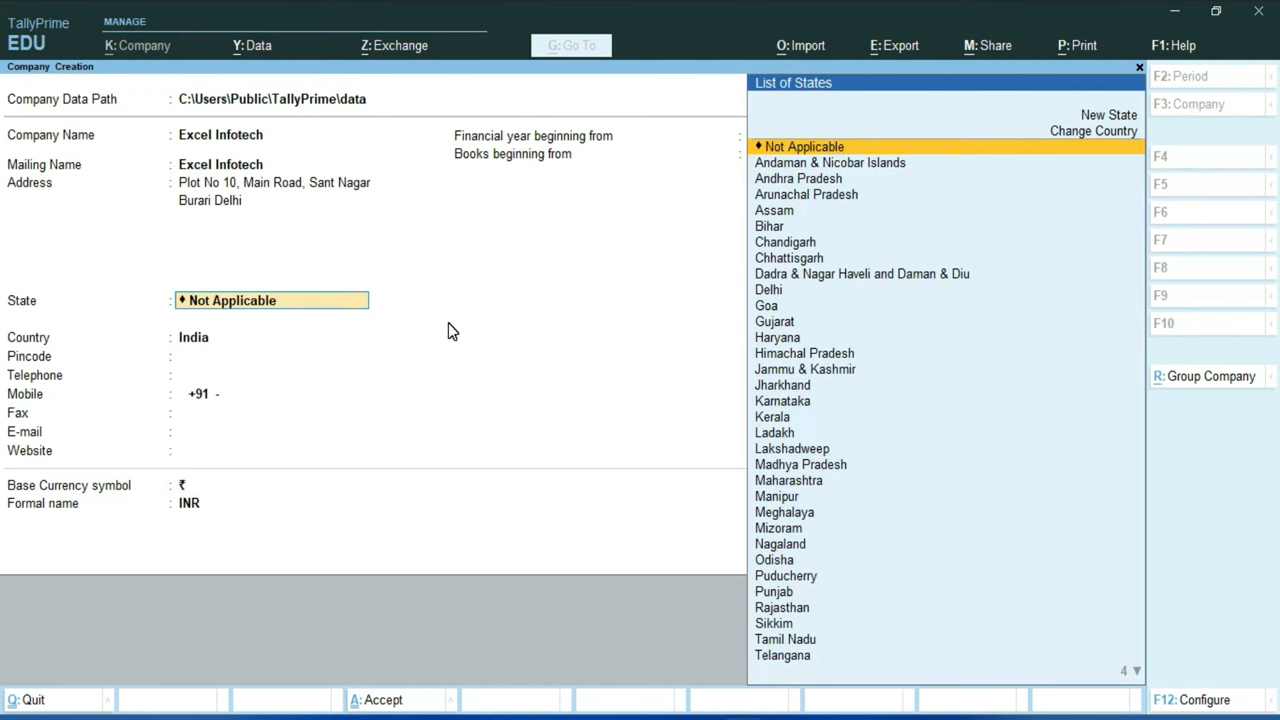 TallyPrime
EDU
MANAGE
K: Company
Y: Data
Z: Exchange
G: Go To
O: Import
E: Export
M: Share
P: Print
F1: Help
Company Creation
Company Data Path : C:\Users\Public\TallyPrime\data
Company Name : Excel Infotech
Mailing Name : Excel Infotech
Address : Plot No 10, Main Road, Sant Nagar
Burari Delhi
State : ♦ Not Applicable
Country : India
Pincode :
Telephone :
Mobile : +91 -
Fax :
E-mail :
Website :
Base Currency symbol : ₹
Formal name : INR
Financial year beginning from :
Books beginning from :
List of States
New State
Change Country
♦ Not Applicable
Andaman & Nicobar Islands
Andhra Pradesh
Arunachal Pradesh
Assam
Bihar
Chandigarh
Chhattisgarh
Dadra & Nagar Haveli and Daman & Diu
Delhi
Goa
Gujarat
Haryana
Himachal Pradesh
Jammu & Kashmir
Jharkhand
Karnataka
Kerala
Ladakh
Lakshadweep
Madhya Pradesh
Maharashtra
Manipur
Meghalaya
Mizoram
Nagaland
Odisha
Puducherry
Punjab
Rajasthan
Sikkim
Tamil Nadu
Telangana
4 ▼
F2: Period
F3: Company
F4
F5
F6
F7
F8
F9
F10
R: Group Company
Q: Quit
A: Accept
F12: Configure